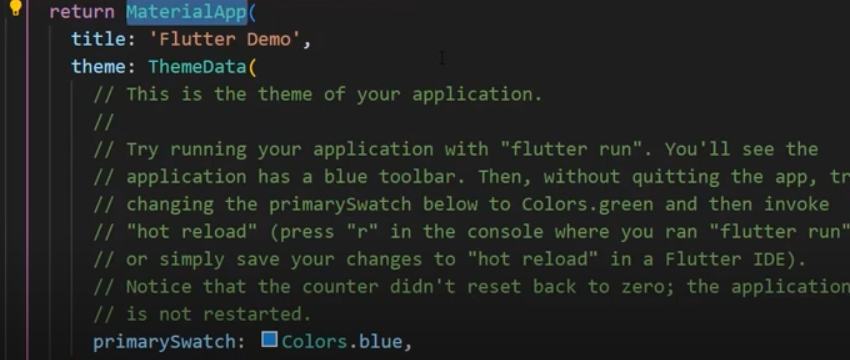 return MaterialApp(
title: 'Flutter Demo',
theme: ThemeData(
// This is the theme of your application.
//
// Try running your application with "flutter run". You'll see the
// application has a blue toolbar. Then, without quitting the app, tr
// changing the primarySwatch below to Colors.green and then invoke
// "hot reload" (press "r" in the console where you ran "flutter run"
// or simply save your changes to "hot reload" in a Flutter IDE).
// Notice that the counter didn't reset back to zero; the application
// is not restarted.
primarySwatch: Colors.blue,